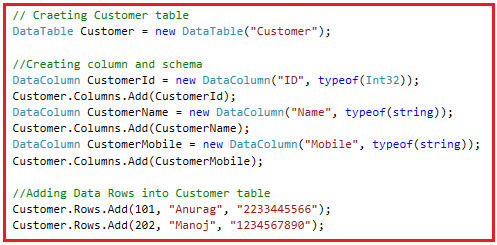 // Craeting Customer table
DataTable Customer = new DataTable("Customer");
//Creating column and schema
DataColumn CustomerId = new DataColumn("ID", typeof(Int32));
Customer.Columns.Add(CustomerId);
DataColumn CustomerName = new DataColumn("Name", typeof(string));
Customer.Columns.Add(CustomerName);
DataColumn CustomerMobile = new DataColumn("Mobile", typeof(string));
Customer.Columns.Add(CustomerMobile);
//Adding Data Rows into Customer table
Customer.Rows.Add(101, "Anurag", "2233445566");
Customer.Rows.Add(202, "Manoj", "1234567890");